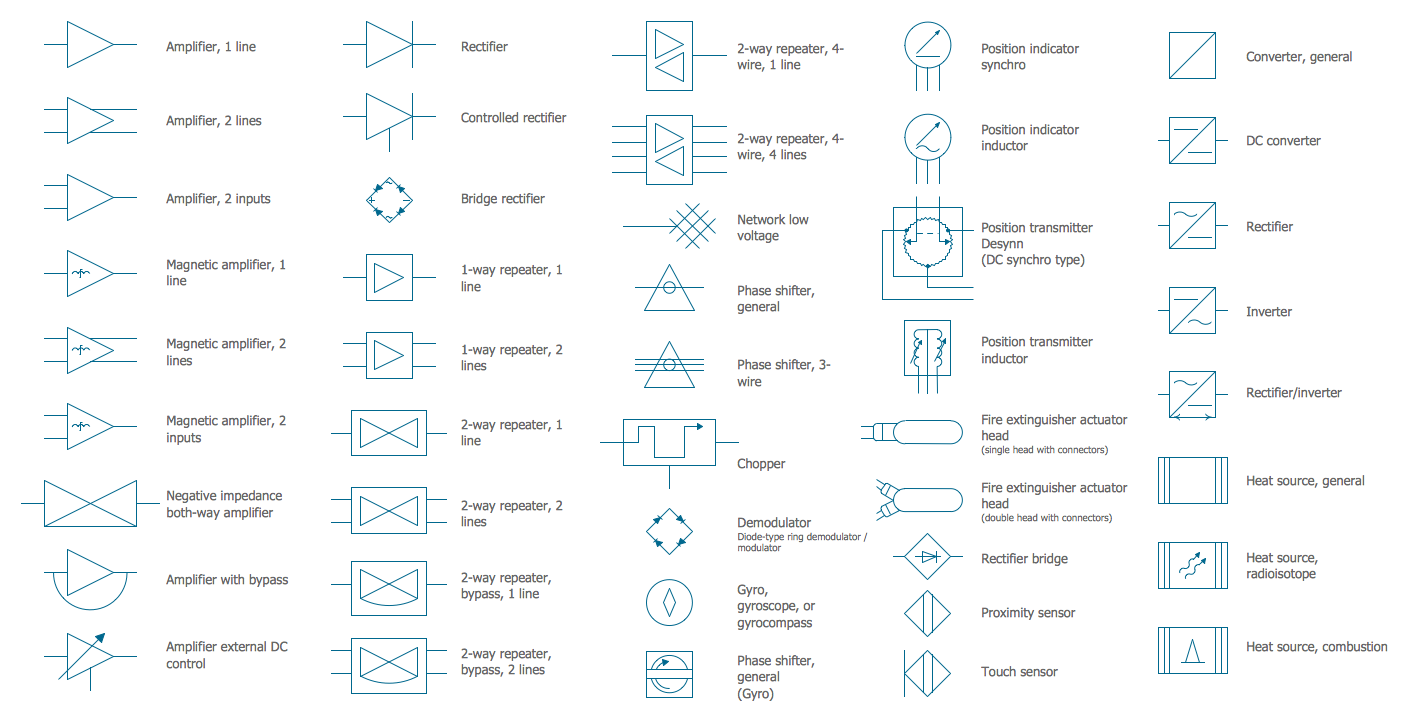 Amplifier, 1 line
Amplifier, 2 lines
Amplifier, 2 inputs
Magnetic amplifier, 1
line
Magnetic amplifier, 2
lines
Magnetic amplifier, 2
inputs
Negative impedance
both-way amplifier
Amplifier with bypass
Amplifier external DC
control
Rectifier
Controlled rectifier
Bridge rectifier
1-way repeater, 1
line
1-way repeater, 2
lines
2-way repeater, 1
line
2-way repeater, 2
lines
2-way repeater,
bypass, 1 line
2-way repeater,
bypass, 2 lines
2-way repeater, 4-
wire, 1 line
2-way repeater, 4-
wire, 4 lines
Network low
voltage
Phase shifter,
general
Phase shifter, 3-
wire
Chopper
Demodulator
Diode-type ring demodulator /
modulator
Gyro,
gyroscope, or
gyrocompass
Phase shifter,
general
(Gyro)
Position indicator
synchro
Position indicator
inductor
Position transmitter
Desynn
(DC synchro type)
Position transmitter
inductor
Fire extinguisher actuator
head
(single head with connectors)
Fire extinguisher actuator
head
(double head with connectors)
Rectifier bridge
Proximity sensor
Touch sensor
Converter, general
DC converter
Rectifier
Inverter
Rectifier/inverter
Heat source, general
Heat source,
radioisotope
Heat source, combustion